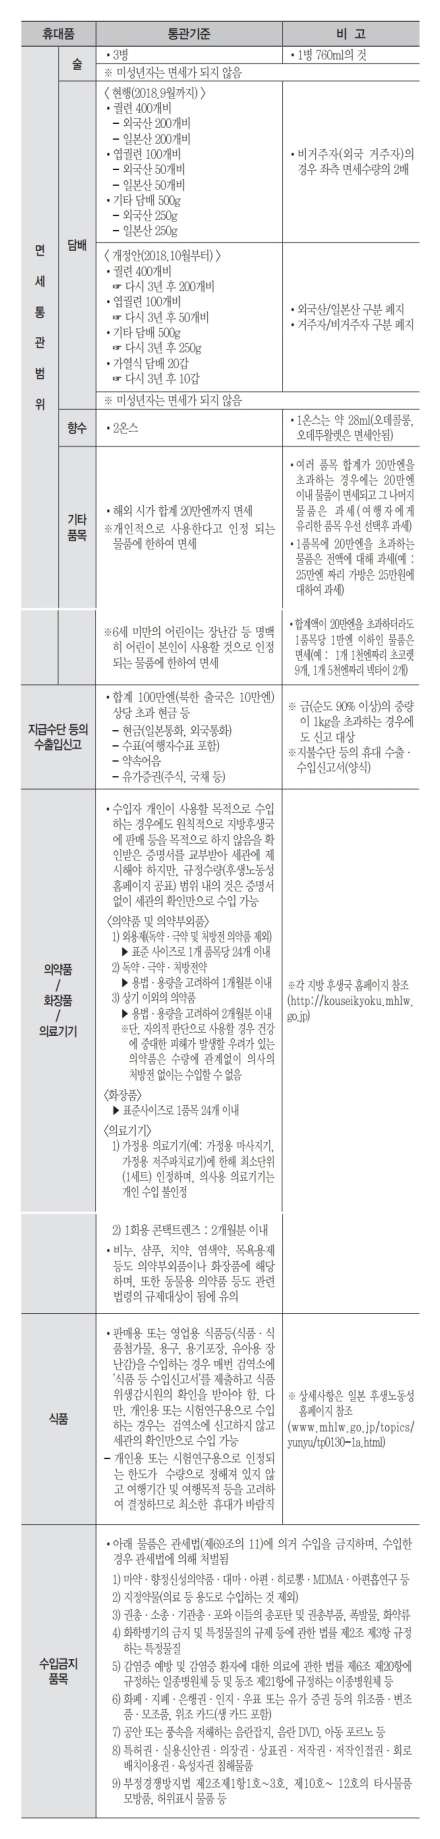 휴대품 통관기준 비 고
면세통관범위
술
• 3병
• 1병 760ml의 것
※ 미성년자는 면세가 되지 않음
담배
〈 현행(2018.9월까지) 〉
• 궐련 400개비
– 외국산 200개비
– 일본산 200개비
• 엽궐련 100개비
– 외국산 50개비
– 일본산 50개비
• 기타 담배 500g
– 외국산 250g
– 일본산 250g
• 비거주자(외국 거주자)의
경우 좌측 면세수량의 2배
〈 개정안(2018.10월부터) 〉
• 궐련 400개비
☞ 다시 3년 후 200개비
• 엽궐련 100개비
☞ 다시 3년 후 50개비
• 기타 담배 500g
☞ 다시 3년 후 250g
• 가열식 담배 20갑
☞ 다시 3년 후 10갑
• 외국산/일본산 구분 폐지
• 거주자/비거주자 구분 폐지
※ 미성년자는 면세가 되지 않음
향수
• 2온스
• 1온스는 약 28ml(오데콜롱,
오데뚜왈렛은 면세안됨)
기타
품목
• 해외 시가 합계 20만엔까지 면세
※개인적으로 사용한다고 인정 되는
물품에 한하여 면세
• 여러 품목 합계가 20만엔을
초과하는 경우에는 20만엔
이내 물품이 면세되고 그 나머지
물품은 과세(여행자에게
유리한 품목 우선 선택후 과세)
• 1품목에 20만엔을 초과하는
물품은 전액에 대해 과세(예 :
25만엔 짜리 가방은 25만원에
대하여 과세)
※6세 미만의 어린이는 장난감 등 명백
히 어린이 본인이 사용할 것으로 인정
되는 물품에 한하여 면세
• 합계액이 20만엔을 초과하더라도
1품목당 1만엔 이하인 물품은
면세(예 : 1개 1천엔짜리 초코렛
9개, 1개 5천엔짜리 넥타이 2개)
지급수단 등의
수출입신고
• 합계 100만엔(북한 출국은 10만엔)
상당 초과 현금 등
– 현금(일본통화, 외국통화)
– 수표(여행자수표 포함)
– 약속어음
– 유가증권(주식, 국채 등)
※ 금(순도 90% 이상)의 중량
이 1kg을 초과하는 경우에
도 신고 대상
※지불수단 등의 휴대 수출 ·
수입신고서(양식)
의약품
/
화장품
/
의료기기
• 수입자 개인이 사용할 목적으로 수입
하는 경우에도 원칙적으로 지방후생국
에 판매 등을 목적으로 하지 않음을 확
인받은 증명서를 교부받아 세관에 제
시해야 하지만, 규정수량(후생노동성
홈페이지 공표) 범위 내의 것은 증명서
없이 세관의 확인만으로 수입 가능
〈의약품 및 의약부외품〉
1) 외용제(독약 · 극약 및 처방전 의약품 제외)
▶ 표준 사이즈로 1개 품목당 24개 이내
2) 독약 · 극약 · 처방전약
▶ 용법 · 용량을 고려하여 1개월분 이내
3) 상기 이외의 의약품
▶ 용법 · 용량을 고려하여 2개월분 이내
※단, 자의적 판단으로 사용할 경우 건강
에 중대한 피해가 발생할 우려가 있는
의약품은 수량에 관계없이 의사의
처방전 없이는 수입할 수 없음
〈화장품〉
▶ 표준사이즈로 1품목 24개 이내
〈의료기기〉
1) 가정용 의료기기(예: 가정용 마사지기,
가정용 저주파치료기)에 한해 최소단위
(1세트) 인정하며, 의사용 의료기기는
개인 수입 불인정
※각 지방 후생국 홈페이지 참조
(http://kouseikyoku.mhlw.
go.jp)
2) 1회용 콘택트렌즈 : 2개월분 이내
• 비누, 샴푸, 치약, 염색약, 목욕용제
등도 의약부외품이나 화장품에 해당
하며, 또한 동물용 의약품 등도 관련
법령의 규제대상이 됨에 유의
식품
• 판매용 또는 영업용 식품등(식품 · 식
품첨가물, 용구, 용기포장, 유아용 장
난감)을 수입하는 경우 매번 검역소에
'식품 등 수입신고서'를 제출하고 식품
위생감시원의 확인을 받아야 함. 다
만, 개인용 또는 시험연구용으로 수입
하는 경우는 검역소에 신고하지 않고
세관의 확인만으로 수입 가능
– 개인용 또는 시험연구용으로 인정되
는 한도가 수량으로 정해져 있지 않
고 여행기간 및 여행목적 등을 고려하
여 결정하므로 최소한 휴대가 바람직
※ 상세사항은 일본 후생노동성
홈페이지 참조
(www.mhlw.go.jp/topics/
yunyu/tp0130-1a.html)
수입금지
품목
• 아래 물품은 관세법(제69조의 11)에 의거 수입을 금지하며, 수입한
경우 관세법에 의해 처벌됨
1) 마약 · 향정신성의약품 · 대마 · 아편 · 히로뽕 · MDMA · 아편흡연구 등
2) 지정약물(의료 등 용도로 수입하는 것 제외)
3) 권총 · 소총 · 기관총 · 포와 이들의 총포탄 및 권총부품, 폭발물, 화약류
4) 화학병기의 금지 및 특정물질의 규제 등에 관한 법률 제2조 제3항 규정
하는 특정물질
5) 감염증 예방 및 감염증 환자에 대한 의료에 관한 법률 제6조 제20항에
규정하는 일종병원체 등 및 동조 제21항에 규정하는 이종병원체 등
6) 화폐 · 지폐 · 은행권 · 인지 · 우표 또는 유가 증권 등의 위조품 · 변조
품 · 모조품, 위조 카드(생 카드 포함)
7) 공안 또는 풍속을 저해하는 음란잡지, 음란 DVD, 아동 포르노 등
8) 특허권 · 실용신안권 · 의장권 · 상표권 · 저작권 · 저작인접권 · 회로
배치이용권 · 육성자권 침해물품
9) 부정경쟁방지법 제2조제1항1호~3호, 제10호~ 12호의 타사물품
모방품, 허위표시 물품 등